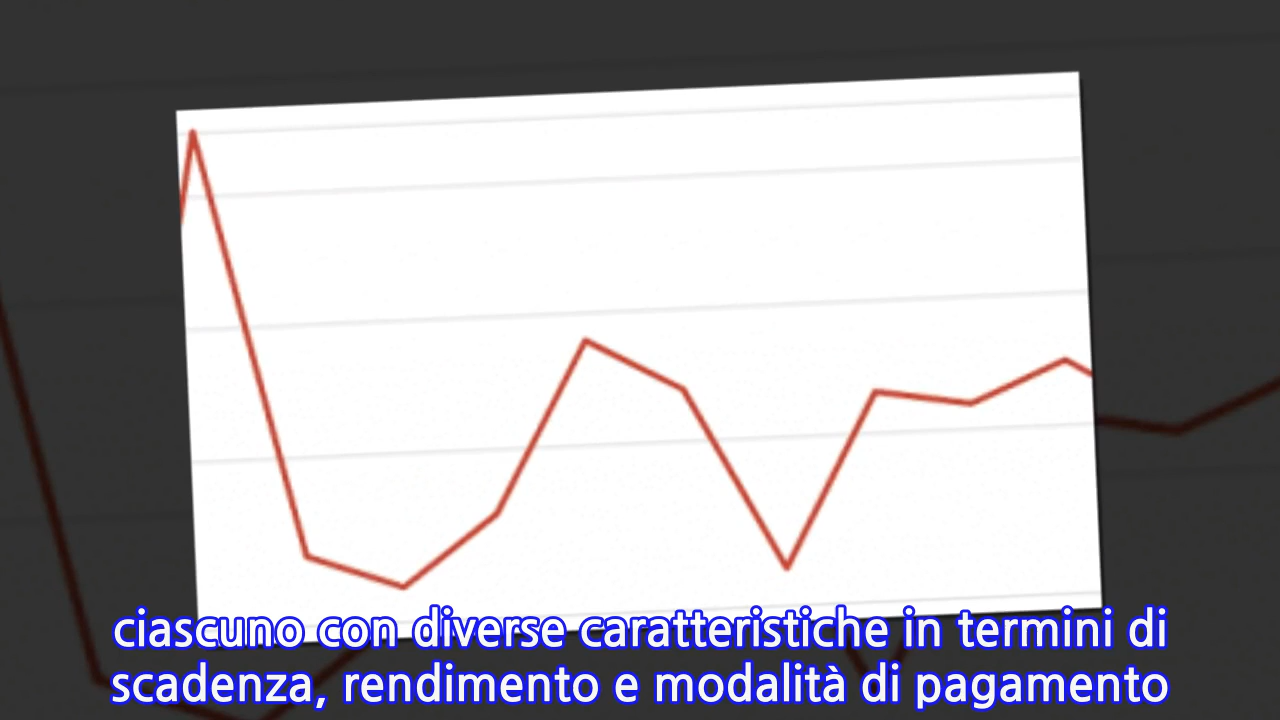 ciascuno con diverse caratteristiche in termini di
scadenza, rendimento e modalità di pagamento